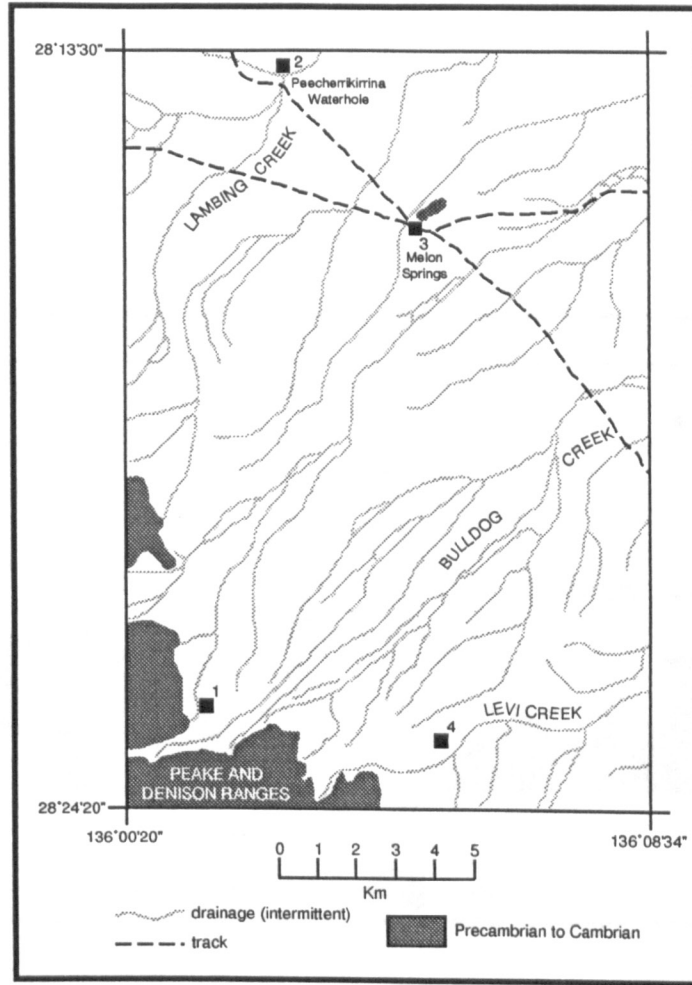 28°13'30"
2
Peecherrikirrina
Waterhole
LAMBING CREEK
3
Melon
Springs
CREEK
BULLDOG
1
4
LEVI CREEK
PEAKE AND
DENISON RANGES
28°24'20"
136°00'20"
136°08'34"
0 1 2 3 4 5
Km
drainage (intermittent)
track
Precambrian to Cambrian